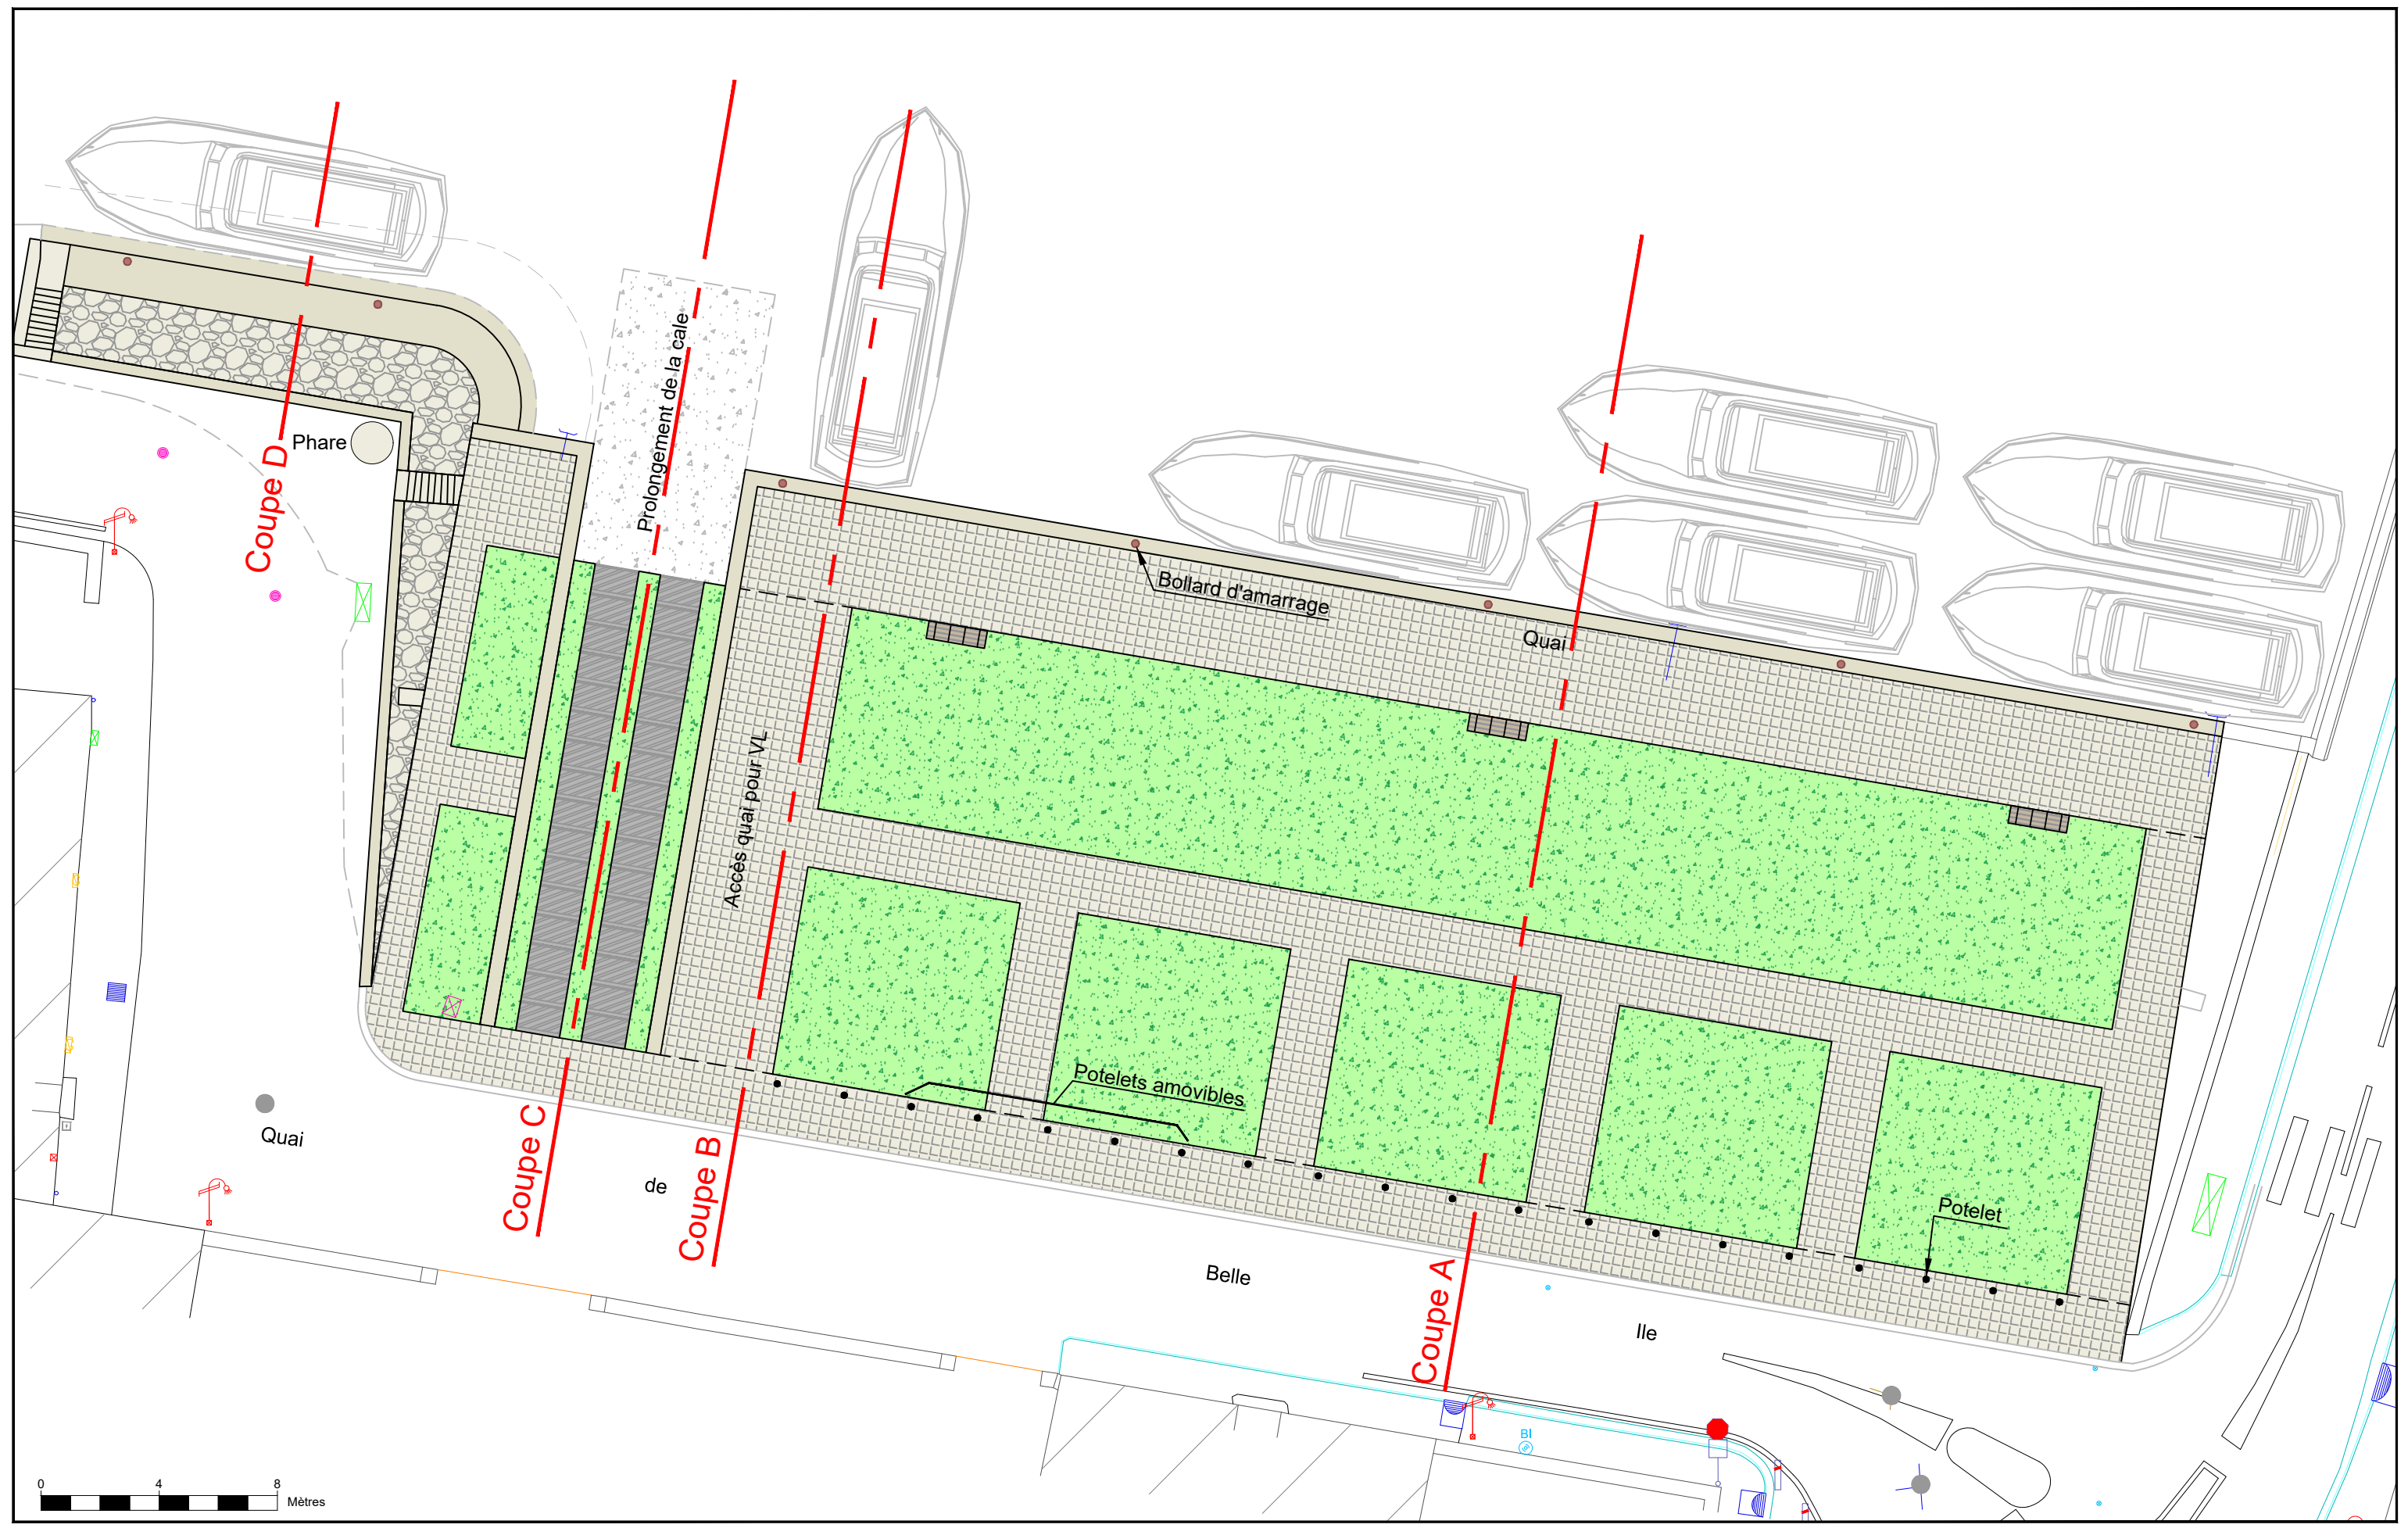 Prolongement de la cale
Phare
Coupe D
Bollard d'amarrage
Quai
Accès quai pour VL
Potelets amovibles
Coupe C
Coupe B
Coupe A
Potelet
Quai
de
Belle
Ile
BI
0 4 8
Mètres